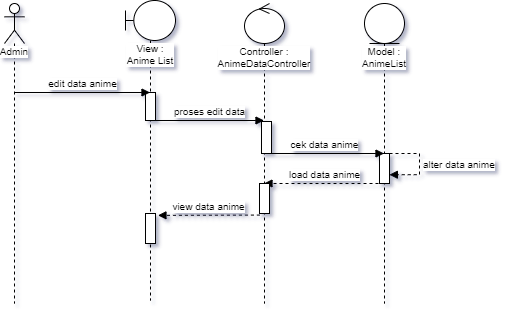 Admin
View :
Anime List
Controller :
AnimeDataController
Model :
AnimeList
edit data anime
proses edit data
cek data anime
alter data anime
load data anime
view data anime